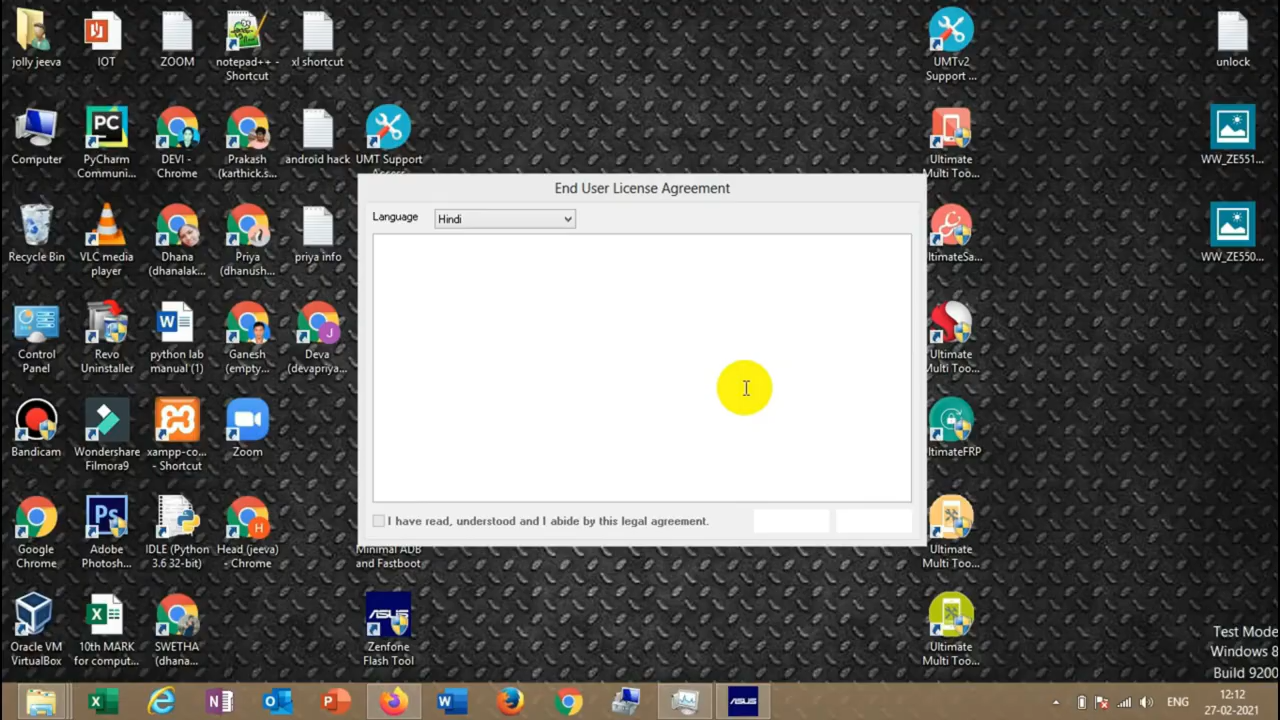 jolly jeeva
IOT
ZOOM
notepad++ -
Shortcut
xl shortcut
UMTv2
Support ...
unlock
Computer
PC
PyCharm
Communi...
DEVI -
Chrome
Prakash
(karthick.s...
android hack
UMT Support
Ultimate
Multi Too...
WW_ZE551...
End User License Agreement
Language
Hindi
Recycle Bin
VLC media
player
Dhana
(dhanalak...
Priya
(dhanush...
priya info
UltimateSa...
WW_ZE550...
Control
Panel
Revo
Uninstaller
W
python lab
manual (1)
Ganesh
(empty...
J
Deva
(devapriya...
Ultimate
Multi Too...
Bandicam
Wondershare
Filmora9
xampp-co...
- Shortcut
Zoom
ltimateFRP
I have read, understood and I abide by this legal agreement.
Google
Chrome
Ps
Adobe
Photosh...
IDLE (Python
3.6 32-bit)
H
Head (jeeva)
- Chrome
Minimal ADB
and Fastboot
Ultimate
Multi Too...
Oracle VM
VirtualBox
X
10th MARK
for comput...
SWETHA
(dhana...
ASUS
Zenfone
Flash Tool
Ultimate
Multi Too...
Test Mode
Windows 8
Build 9200
ASUS
ENG
12:12
27-02-2021